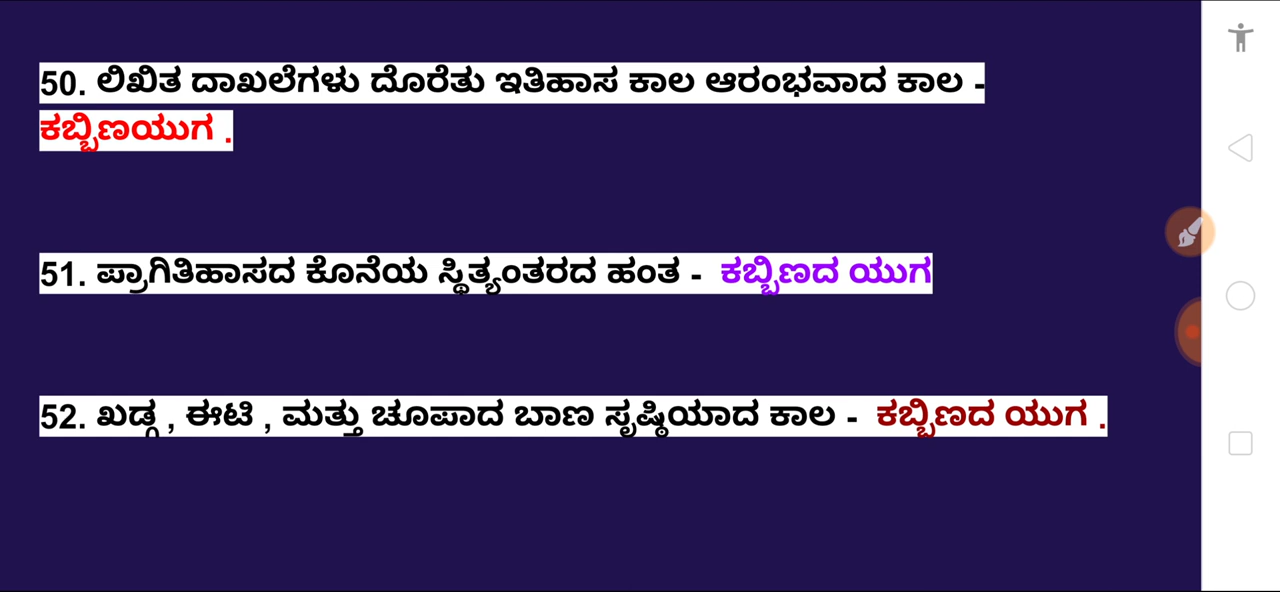 50. ಲಿಖಿತ ದಾಖಲೆಗಳು ದೊರೆತು ಇತಿಹಾಸ ಕಾಲ ಆರಂಭವಾದ ಕಾಲ -
ಕಬ್ಬಿಣಯುಗ .
51. ಪ್ರಾಗಿತಿಹಾಸದ ಕೊನೆಯ ಸ್ಥಿತ್ಯಂತರದ ಹಂತ - ಕಬ್ಬಿಣದ ಯುಗ
52. ಖಡ್ಗ , ಈಟಿ , ಮತ್ತು ಚೂಪಾದ ಬಾಣ ಸೃಷ್ಠಿಯಾದ ಕಾಲ - ಕಬ್ಬಿಣದ ಯುಗ .